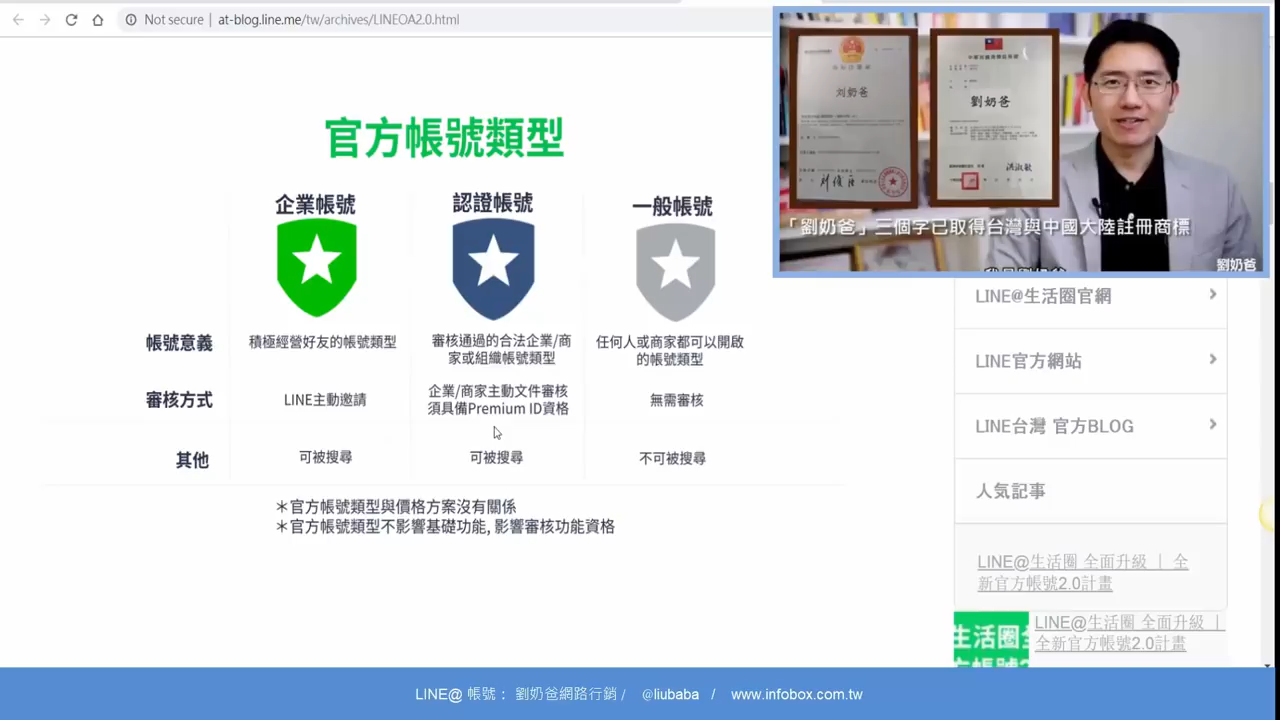 Not secure | at-blog.line.me/tw/archives/LINEOA2.0.html
官方帳號類型
企業帳號 認證帳號 一般帳號
帳號意義 積極經營好友的帳號類型 審核通過的合法企業/商家或組織帳號類型 任何人或商家都可以開啟的帳號類型
審核方式 LINE主動邀請 企業/商家主動文件審核須具備Premium ID資格 無需審核
其他 可被搜尋 可被搜尋 不可被搜尋
＊官方帳號類型與價格方案沒有關係
＊官方帳號類型不影響基礎功能, 影響審核功能資格
刘奶爸
劉奶爸
「劉奶爸」三個字已取得台灣與中國大陸註冊商標
劉奶爸
LINE@生活圈官網
LINE官方網站
LINE台灣 官方BLOG
人気記事
LINE@生活圈 全面升級 ｜ 全
新官方帳號2.0計畫
LINE@生活圈 全面升級 ｜
全新官方帳號2.0計畫
LINE@ 帳號： 劉奶爸網路行銷 / @liubaba / www.infobox.com.tw